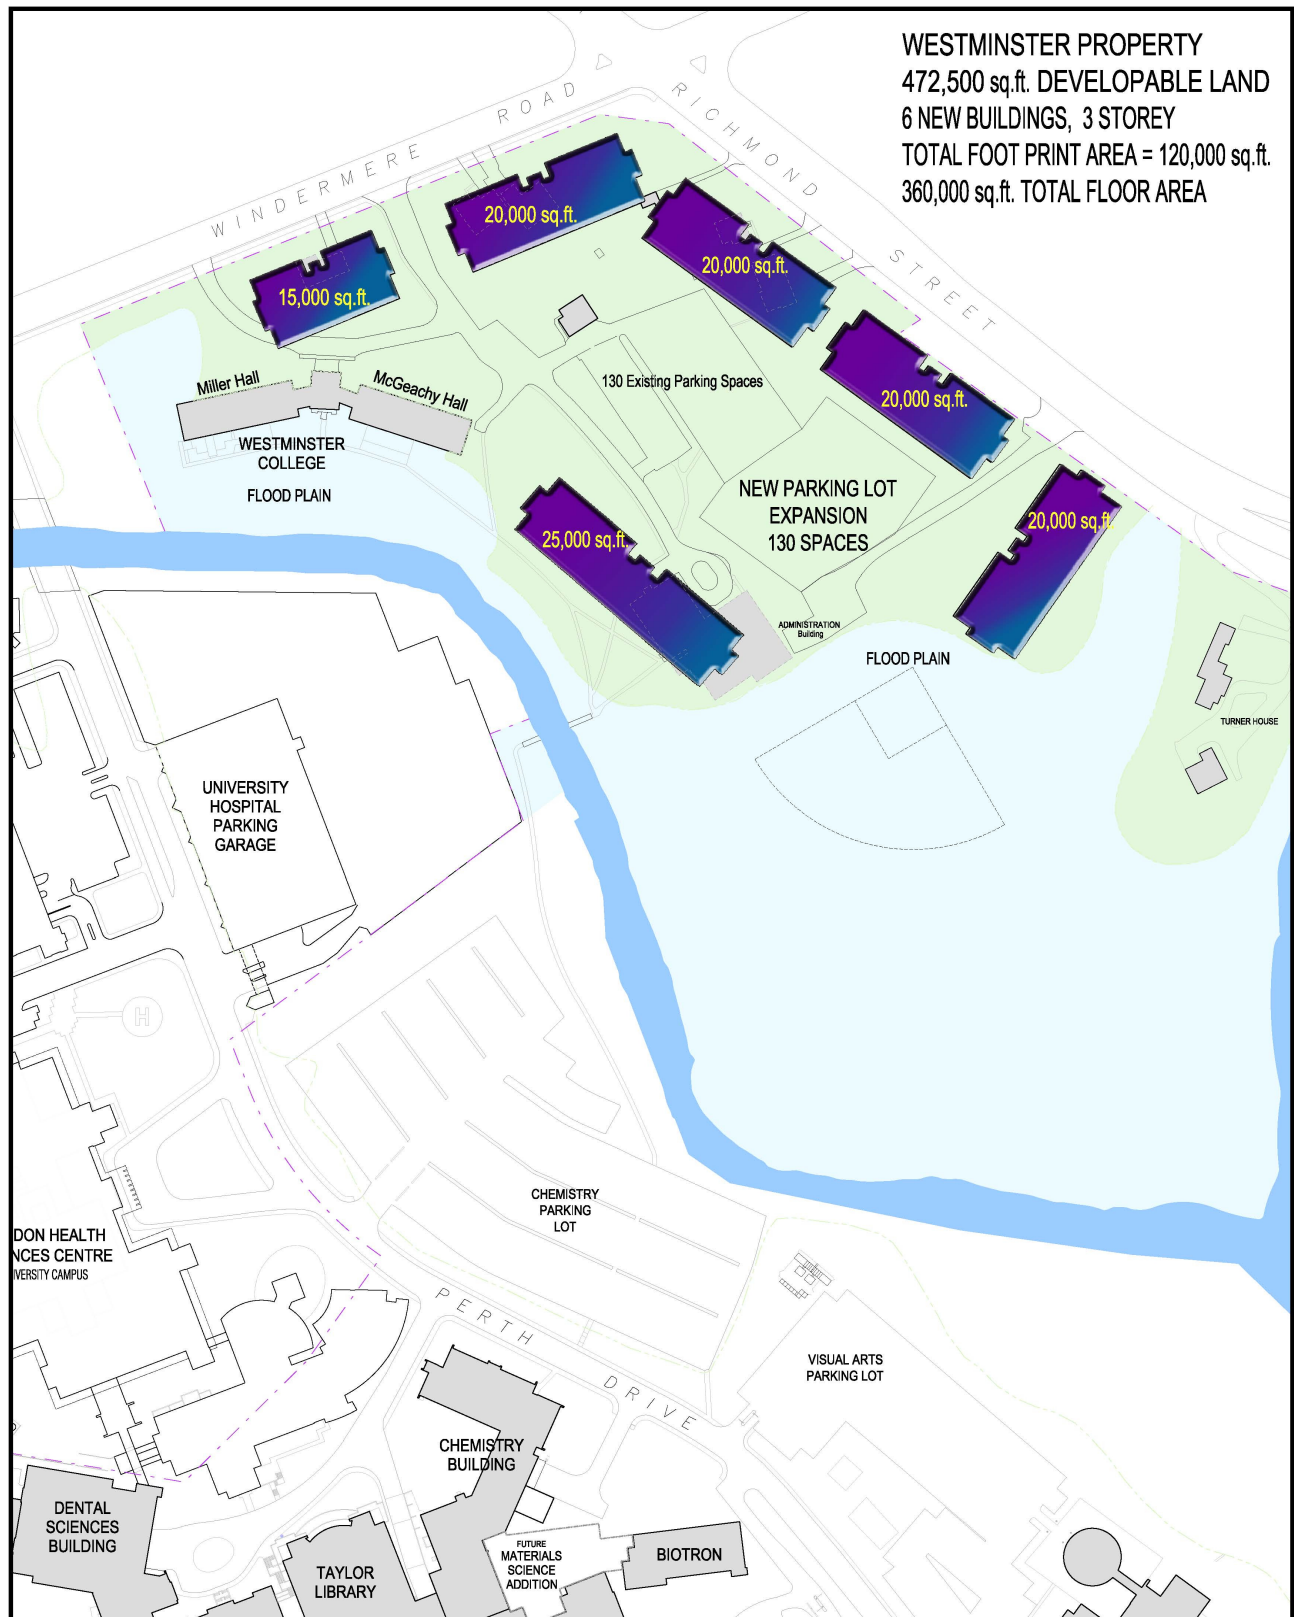 WESTMINSTER PROPERTY
472,500 sq.ft. DEVELOPABLE LAND
6 NEW BUILDINGS, 3 STOREY
TOTAL FOOT PRINT AREA = 120,000 sq.ft.
360,000 sq.ft. TOTAL FLOOR AREA
WINDERMERE ROAD
RICHMOND STREET
20,000 sq.ft.
20,000 sq.ft.
15,000 sq.ft.
Miller Hall
McGeachy Hall
130 Existing Parking Spaces
20,000 sq.ft.
WESTMINSTER
COLLEGE
FLOOD PLAIN
NEW PARKING LOT
EXPANSION
130 SPACES
25,000 sq.ft.
20,000 sq.ft.
ADMINISTRATION
Building
FLOOD PLAIN
TURNER HOUSE
UNIVERSITY
HOSPITAL
PARKING
GARAGE
H
CHEMISTRY
PARKING
LOT
DON HEALTH
NCES CENTRE
IVERSITY CAMPUS
PERTH DRIVE
VISUAL ARTS
PARKING LOT
CHEMISTRY
BUILDING
DENTAL
SCIENCES
BUILDING
TAYLOR
LIBRARY
FUTURE
MATERIALS
SCIENCE
ADDITION
BIOTRON